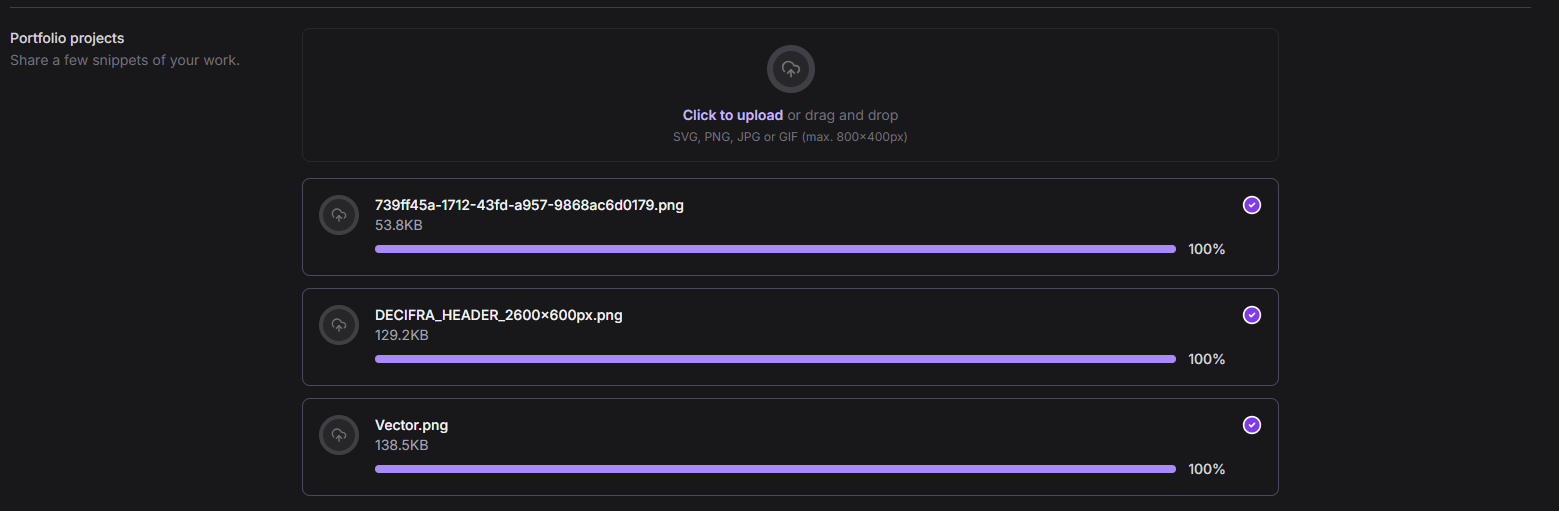 Portfolio projects
Share a few snippets of your work.
Click to upload or drag and drop
SVG, PNG, JPG or GIF (max. 800×400px)
739ff45a-1712-43fd-a957-9868ac6d0179.png
53.8KB
100%
DECIFRA_HEADER_2600×600px.png
129.2KB
100%
Vector.png
138.5KB
100%